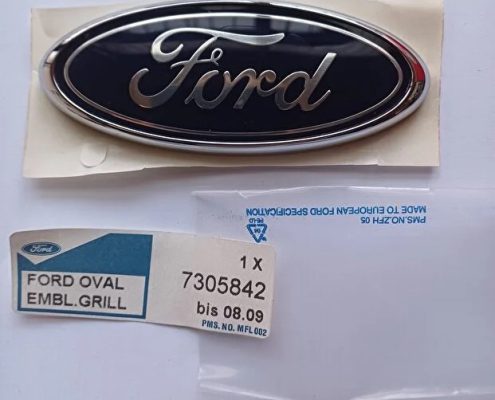 Ford
PMS.NO.ZFH 05
MADE TO EUROPEAN FORD SPECIFICATION
Ford
FORD OVAL
EMBL.GRILL
1 X
7305842
bis 08.09
PMS. NO. MFL 002